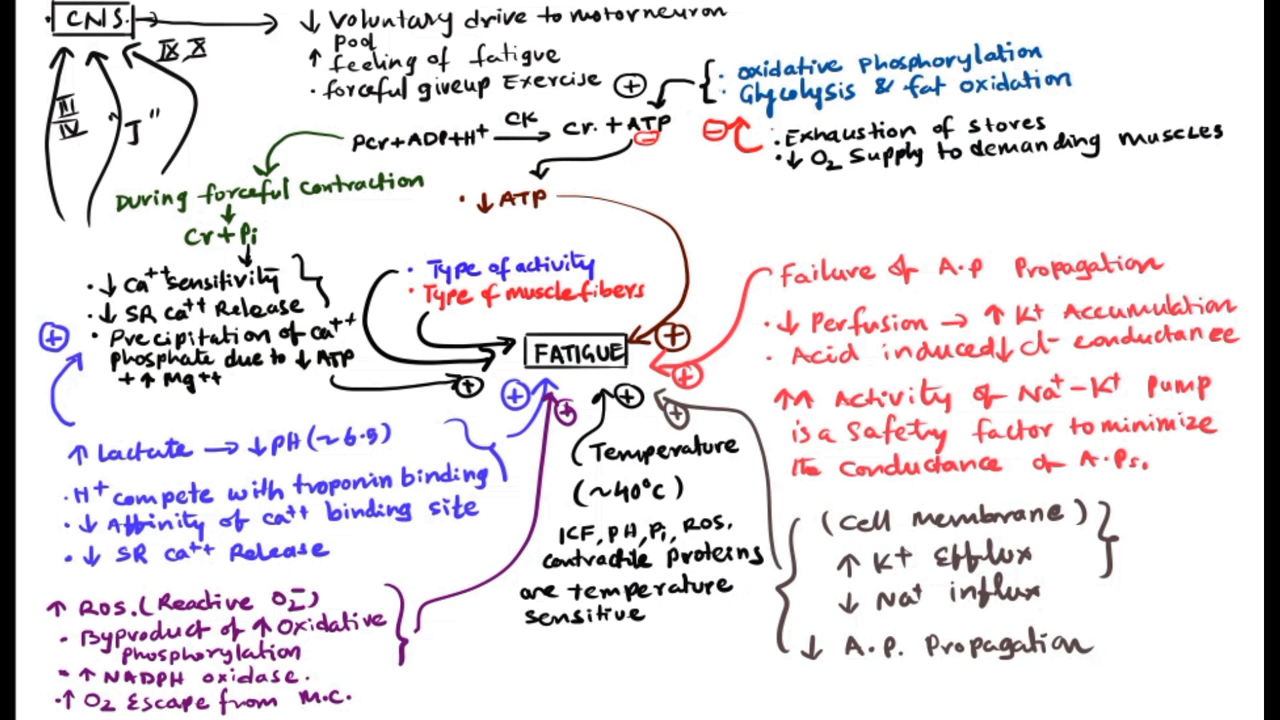 · CNS.
IX, X
III
IV
"J"
↓ Voluntary drive to motorneuron
Pool
↑ feeling of fatigue
· forceful giveup Exercise
· oxidative phosphorylation
· Glycolysis & fat oxidation
Pcr+ADP+H⁺ CK → Cr. + ATP
· Exhaustion of stores
· ↓ O₂ Supply to demanding muscles
During forceful contraction
↓
Cr + Pi
· ↓ ATP
· ↓ Ca⁺⁺ sensitivity
· ↓ SR Ca⁺⁺ Release
· Precipitation of Ca⁺⁺
phosphate due to ↓ ATP
+ ↑ Mg⁺⁺
· Type of activity
· Type of muscle fibers
FATIGUE
Failure of A.P Propagation
· ↓ Perfusion → ↑ K+ Accumulation
· Acid induced ↓ Cl- conductance
↑↑ Activity of Na⁺-K⁺ Pump
is a Safety factor to minimize
the conductance of A.Ps.
↑ Lactate → ↓ PH (~6.9)
· H⁺ compete with troponin binding
· ↓ Affinity of Ca⁺⁺ binding site
· ↓ SR Ca⁺⁺ Release
(Temperature
(~40°C)
ICF, PH, Pi, ROS,
contractile proteins
are temperature
sensitive
(Cell Membrane)
↑ K+ Efflux
↓ Na⁺ influx
↓ A.P. Propagation
↑ ROS. (Reactive O₂⁻)
· Byproduct of ↑ Oxidative
phosphorylation
· ↑ NADPH oxidase.
· ↑ O₂ Escape from M.C.